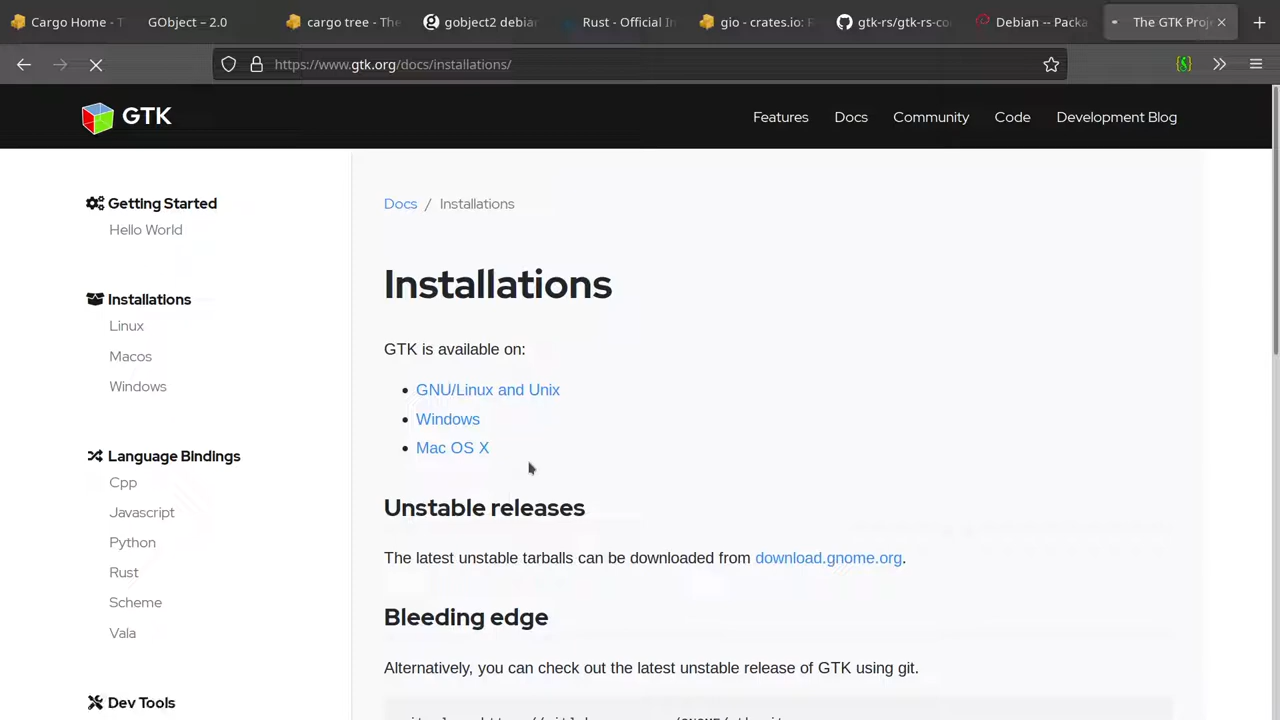 Cargo Home - T
GObject – 2.0
cargo tree - The
gobject2 debian
Rust - Official In
gio - crates.io: R
gtk-rs/gtk-rs-co
Debian -- Packa
The GTK Proj
https://www.gtk.org/docs/installations/
GTK
Features
Docs
Community
Code
Development Blog
Getting Started
Hello World
Installations
Linux
Macos
Windows
Language Bindings
Cpp
Javascript
Python
Rust
Scheme
Vala
Dev Tools
Docs / Installations
Installations
GTK is available on:
• GNU/Linux and Unix
• Windows
• Mac OS X
Unstable releases
The latest unstable tarballs can be downloaded from download.gnome.org.
Bleeding edge
Alternatively, you can check out the latest unstable release of GTK using git.